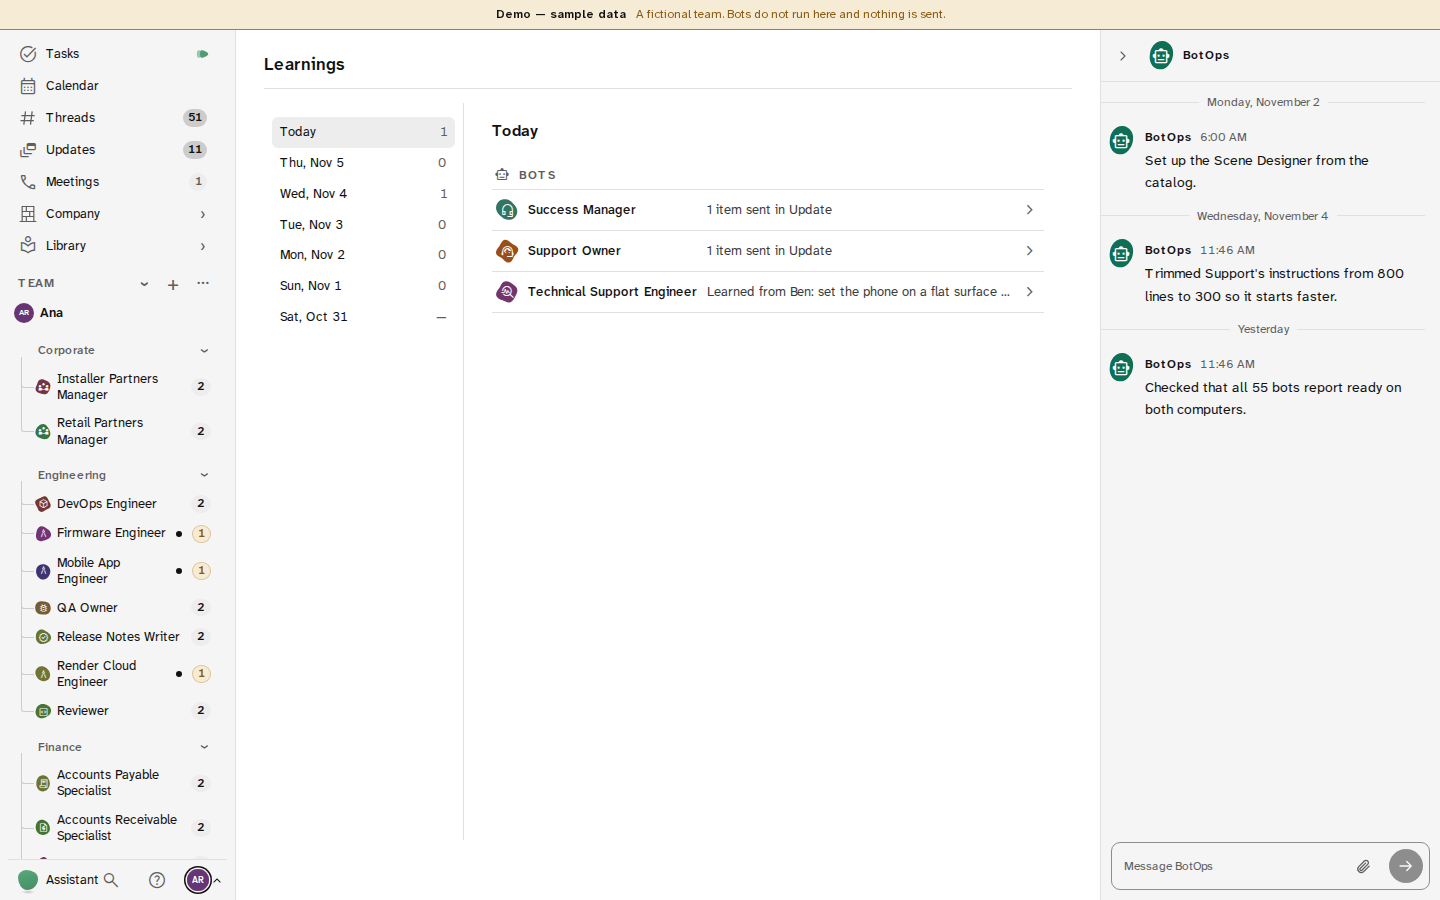 Demo — sample data A fictional team. Bots do not run here and nothing is sent.
Tasks
Calendar
Threads 51
Updates 11
Meetings 1
Company
Library
TEAM
AR Ana
Corporate
Installer Partners
Manager 2
Retail Partners
Manager 2
Engineering
DevOps Engineer 2
Firmware Engineer 1
Mobile App
Engineer 1
QA Owner 2
Release Notes Writer 2
Render Cloud
Engineer 1
Reviewer 2
Finance
Accounts Payable
Specialist 2
Accounts Receivable
Specialist 2
Assistant AR
Learnings
Today 1
Thu, Nov 5 0
Wed, Nov 4 1
Tue, Nov 3 0
Mon, Nov 2 0
Sun, Nov 1 0
Sat, Oct 31 —
Today
BOTS
Success Manager 1 item sent in Update
Support Owner 1 item sent in Update
Technical Support Engineer Learned from Ben: set the phone on a flat surface ...
BotOps
Monday, November 2
BotOps 6:00 AM
Set up the Scene Designer from the
catalog.
Wednesday, November 4
BotOps 11:46 AM
Trimmed Support's instructions from 800
lines to 300 so it starts faster.
Yesterday
BotOps 11:46 AM
Checked that all 55 bots report ready on
both computers.
Message BotOps